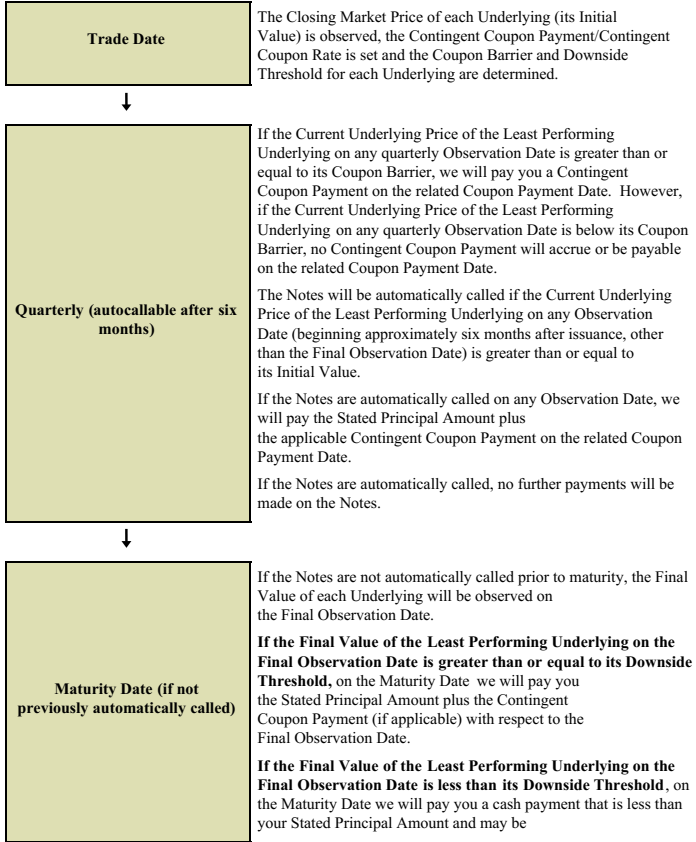 Trade Date
The Closing Market Price of each Underlying (its Initial
Value) is observed, the Contingent Coupon Payment/Contingent
Coupon Rate is set and the Coupon Barrier and Downside
Threshold for each Underlying are determined.
Quarterly (autocallable after six
months)
If the Current Underlying Price of the Least Performing
Underlying on any quarterly Observation Date is greater than or
equal to its Coupon Barrier, we will pay you a Contingent
Coupon Payment on the related Coupon Payment Date. However,
if the Current Underlying Price of the Least Performing
Underlying on any quarterly Observation Date is below its Coupon
Barrier, no Contingent Coupon Payment will accrue or be payable
on the related Coupon Payment Date.
The Notes will be automatically called if the Current Underlying
Price of the Least Performing Underlying on any Observation
Date (beginning approximately six months after issuance, other
than the Final Observation Date) is greater than or equal to
its Initial Value.
If the Notes are automatically called on any Observation Date, we
will pay the Stated Principal Amount plus
the applicable Contingent Coupon Payment on the related Coupon
Payment Date.
If the Notes are automatically called, no further payments will be
made on the Notes.
Maturity Date (if not
previously automatically called)
If the Notes are not automatically called prior to maturity, the Final
Value of each Underlying will be observed on
the Final Observation Date.
If the Final Value of the Least Performing Underlying on the
Final Observation Date is greater than or equal to its Downside
Threshold, on the Maturity Date we will pay you
the Stated Principal Amount plus the Contingent
Coupon Payment (if applicable) with respect to the
Final Observation Date.
If the Final Value of the Least Performing Underlying on the
Final Observation Date is less than its Downside Threshold, on
the Maturity Date we will pay you a cash payment that is less than
your Stated Principal Amount and may be